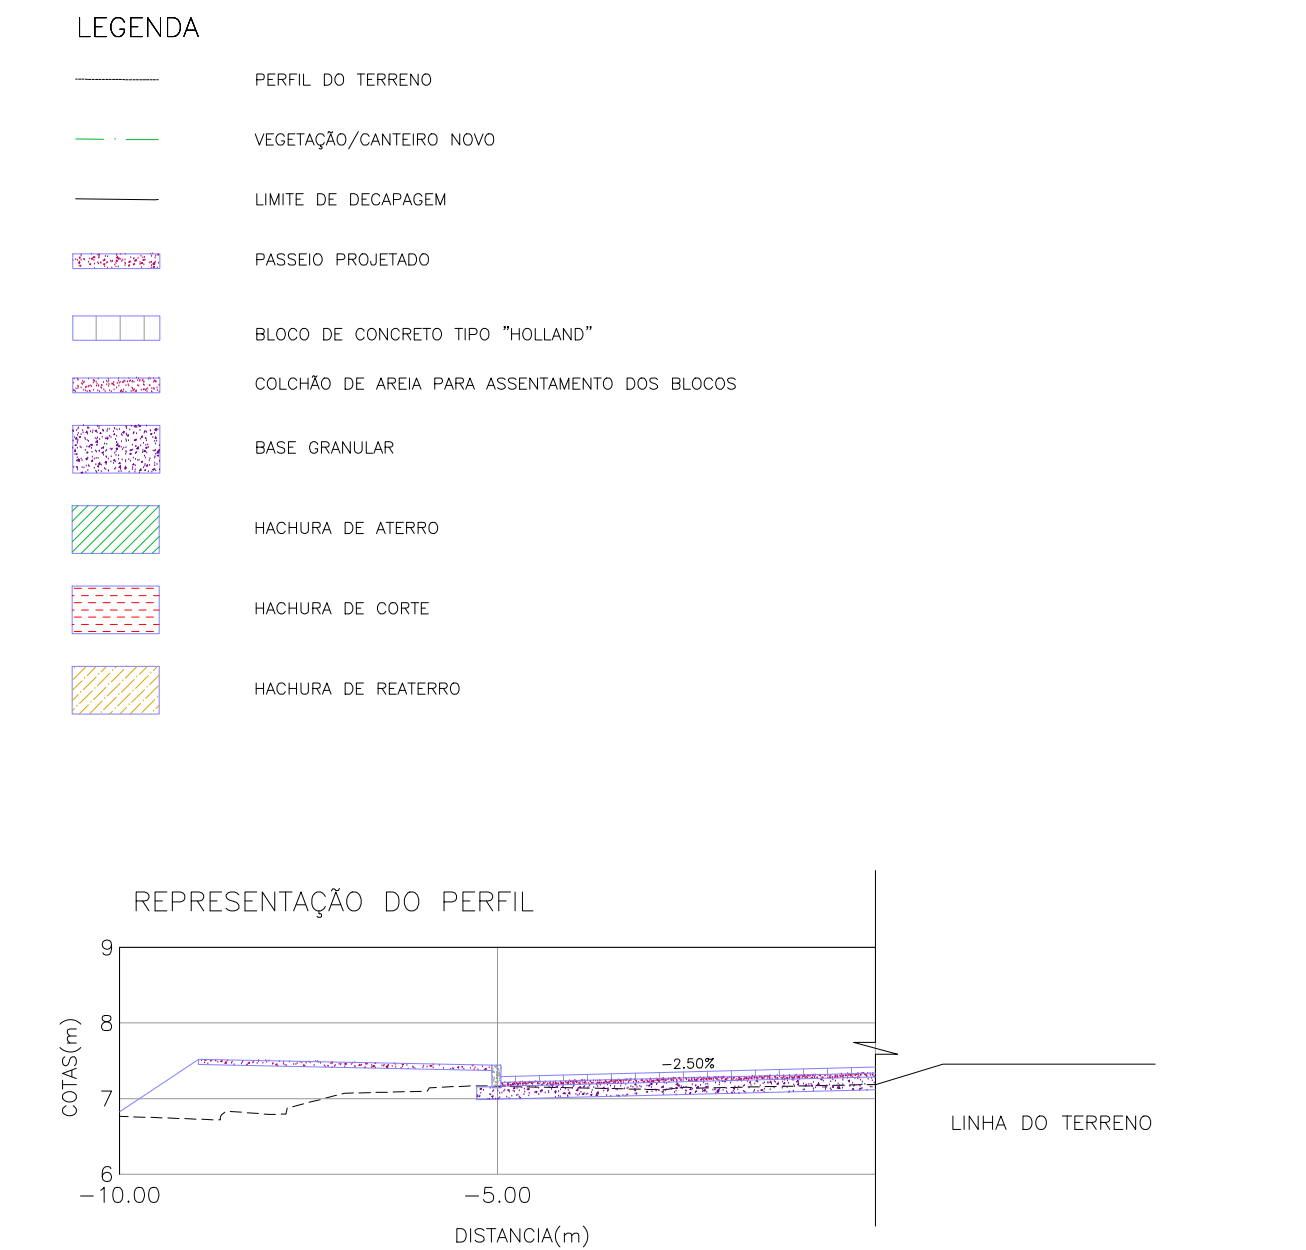 LEGENDA
PERFIL DO TERRENO
VEGETAÇÃO/CANTEIRO NOVO
LIMITE DE DECAPAGEM
PASSEIO PROJETADO
BLOCO DE CONCRETO TIPO "HOLLAND"
COLCHÃO DE AREIA PARA ASSENTAMENTO DOS BLOCOS
BASE GRANULAR
HACHURA DE ATERRO
HACHURA DE CORTE
HACHURA DE REATERRO
REPRESENTAÇÃO DO PERFIL
9
8
7
6
COTAS(m)
-2.50%
LINHA DO TERRENO
-10.00
-5.00
DISTANCIA(m)